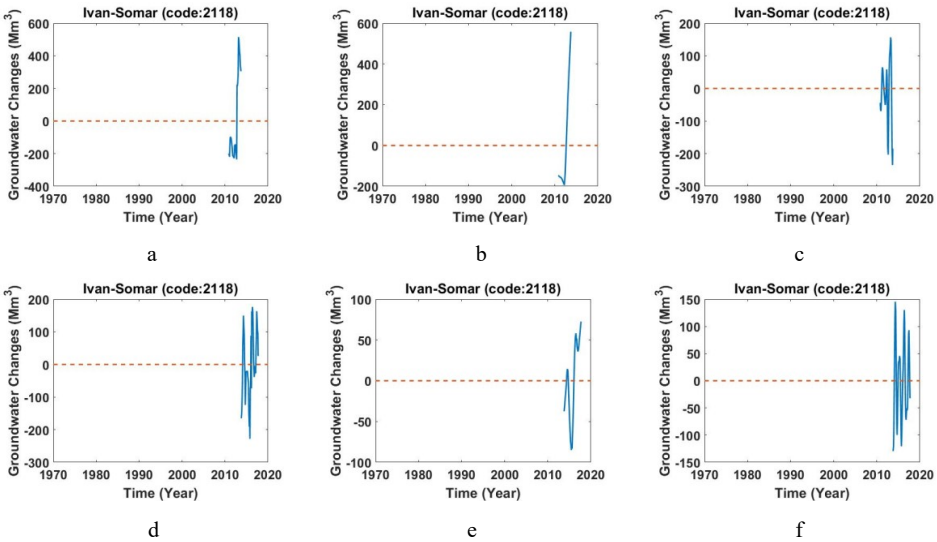 Ivan-Somar (code:2118)
Groundwater Changes (Mm³)
600
400
200
0
-200
-400
1970 1980 1990 2000 2010 2020
Time (Year)
a
Ivan-Somar (code:2118)
Groundwater Changes (Mm³)
600
400
200
0
-200
1970 1980 1990 2000 2010 2020
Time (Year)
b
Ivan-Somar (code:2118)
Groundwater Changes (Mm³)
200
100
0
-100
-200
-300
1970 1980 1990 2000 2010 2020
Time (Year)
c
Ivan-Somar (code:2118)
Groundwater Changes (Mm³)
200
100
0
-100
-200
-300
1970 1980 1990 2000 2010 2020
Time (Year)
d
Ivan-Somar (code:2118)
Groundwater Changes (Mm³)
100
50
0
-50
-100
1970 1980 1990 2000 2010 2020
Time (Year)
e
Ivan-Somar (code:2118)
Groundwater Changes (Mm³)
150
100
50
0
-50
-100
-150
1970 1980 1990 2000 2010 2020
Time (Year)
f